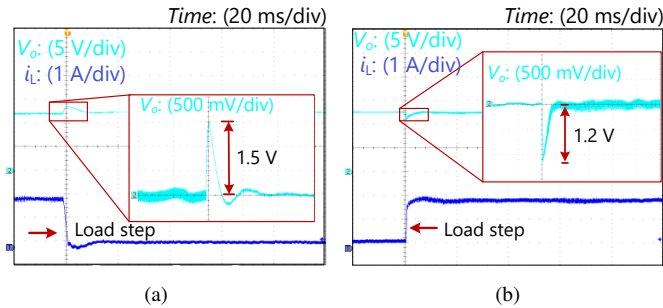 Time: (20 ms/div)
Vo: (5 V/div)
iL: (1 A/div)
Vo: (500 mV/div)
1.5 V
Load step
(a)
Time: (20 ms/div)
Vo: (5 V/div)
iL: (1 A/div)
Vo: (500 mV/div)
1.2 V
Load step
(b)